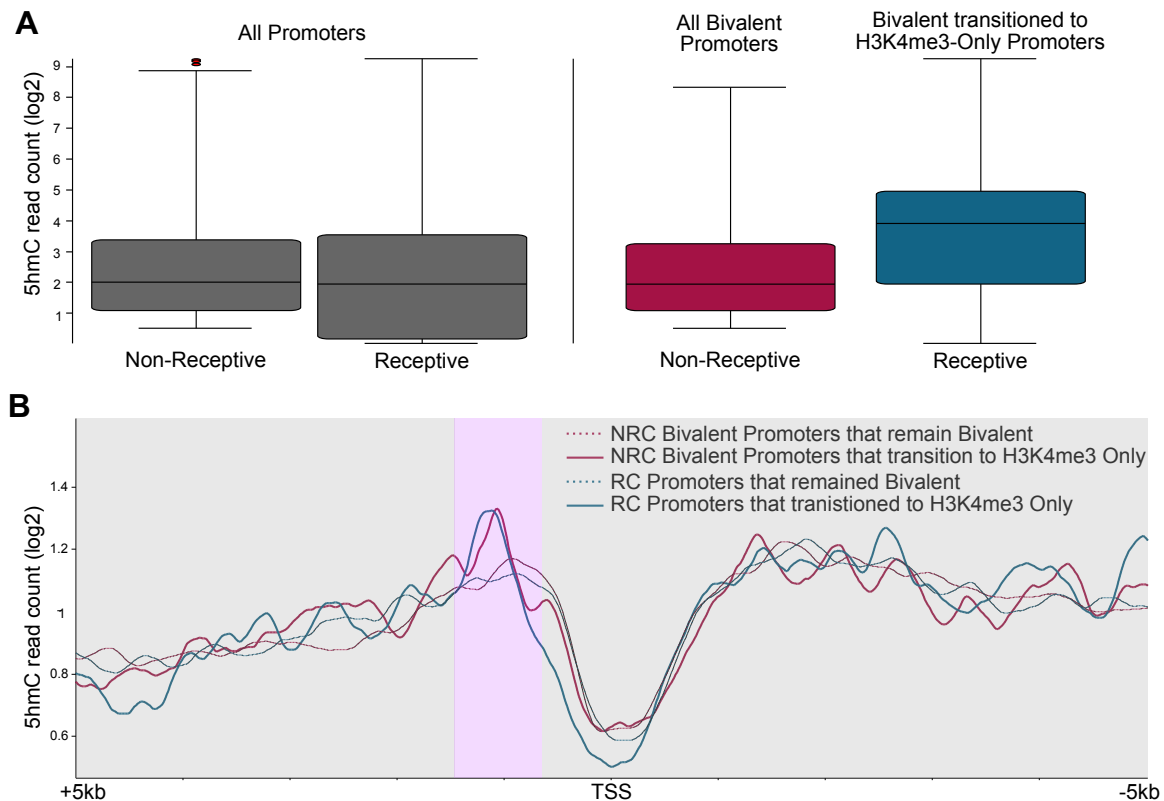 A
All Promoters
All Bivalent
Promoters
Bivalent transitioned to
H3K4me3-Only Promoters
5hmC read count (log2)
9
8
7
6
5
4
3
2
1
Non-Receptive
Receptive
Non-Receptive
Receptive
B
NRC Bivalent Promoters that remain Bivalent
NRC Bivalent Promoters that transition to H3K4me3 Only
RC Promoters that remained Bivalent
RC Promoters that tranistioned to H3K4me3 Only
5hmC read count (log2)
1.4
1.2
1
0.8
0.6
+5kb
TSS
-5kb